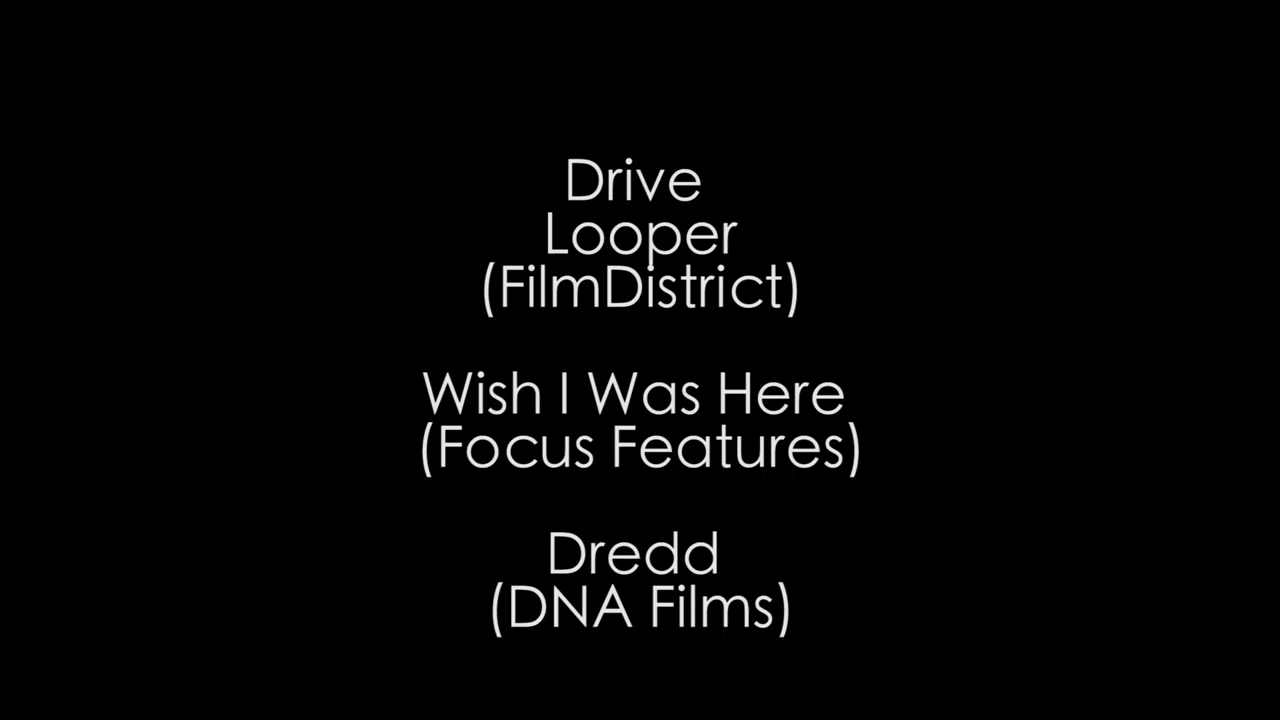 Drive
Looper
(FilmDistrict)
Wish I Was Here
(Focus Features)
Dredd
(DNA Films)